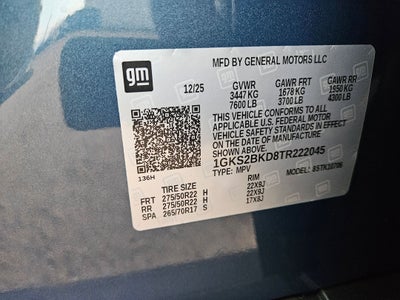 gm
MFD BY GENERAL MOTORS LLC
12/25 GVWR GAWR FRT GAWR RR
3447 KG 1678 KG 1950 KG
7600 LB 3700 LB 4300 LB
THIS VEHICLE CONFORMS TO ALL
APPLICABLE U.S. FEDERAL MOTOR
VEHICLE SAFETY STANDARDS IN EFFECT
ON THE DATE OF MANUFACTURE
SHOWN ABOVE.
1GKS2BKD8TR222045
TYPE: MPV MODEL: BSTK10706
136H
TIRE SIZE RIM
FRT 275/50R22 H 22X9J
RR 275/50R22 H 22X9J
SPA 265/70R17 S 17X8J